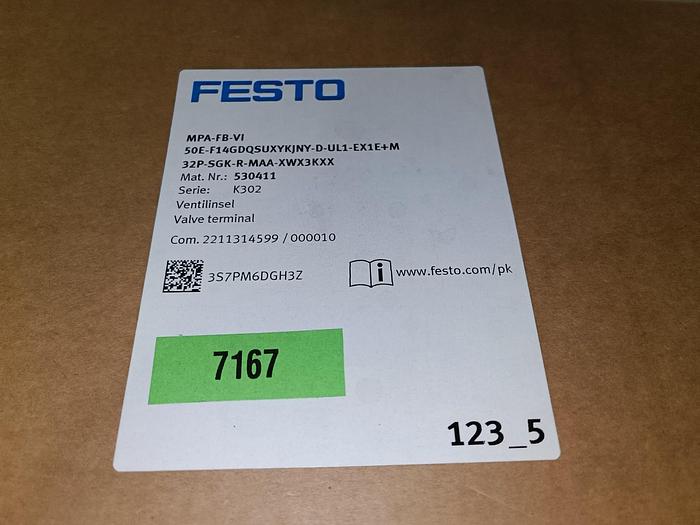 FESTO
MPA-FB-VI
50E-F14GDQSUXYKJNY-D-UL1-EX1E+M
32P-SGK-R-MAA-XWX3KXX
Mat. Nr.: 530411
Serie: K302
Ventilinsel
Valve terminal
Com. 2211314599 / 000010
3S7PM6DGH3Z
i www.festo.com/pk
7167
123_5